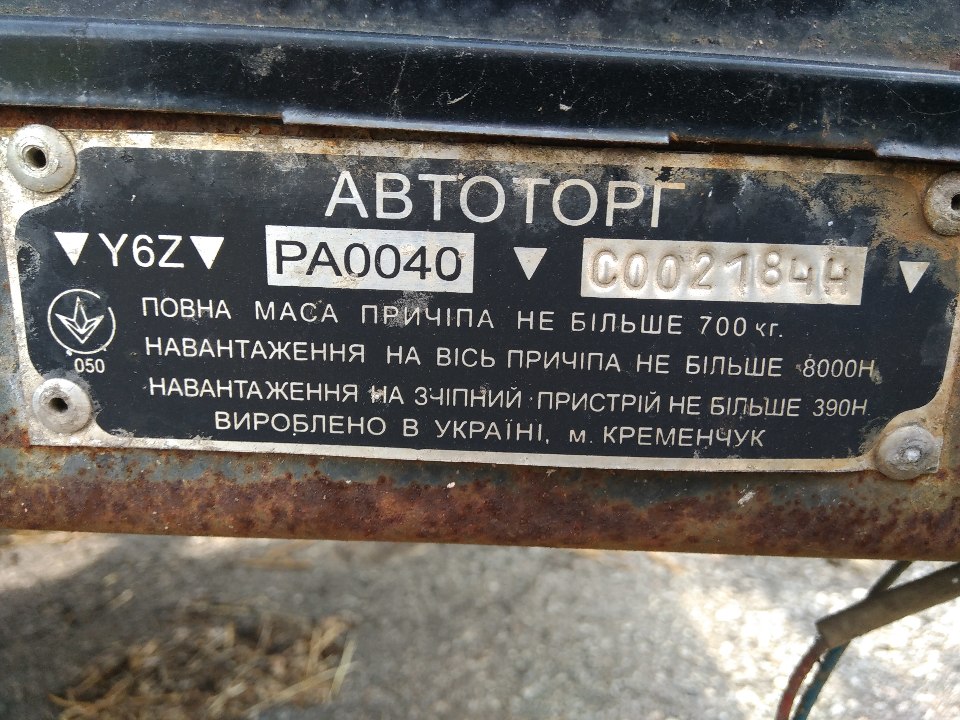 АВТОТОРГ
Y6Z PA0040 C0021844
ПОВНА МАСА ПРИЧІПА НЕ БІЛЬШЕ 700 кг.
НАВАНТАЖЕННЯ НА ВІСЬ ПРИЧІПА НЕ БІЛЬШЕ 8000Н
050
НАВАНТАЖЕННЯ НА ЗЧІПНИЙ ПРИСТРІЙ НЕ БІЛЬШЕ 390Н
ВИРОБЛЕНО В УКРАЇНІ, м. КРЕМЕНЧУК